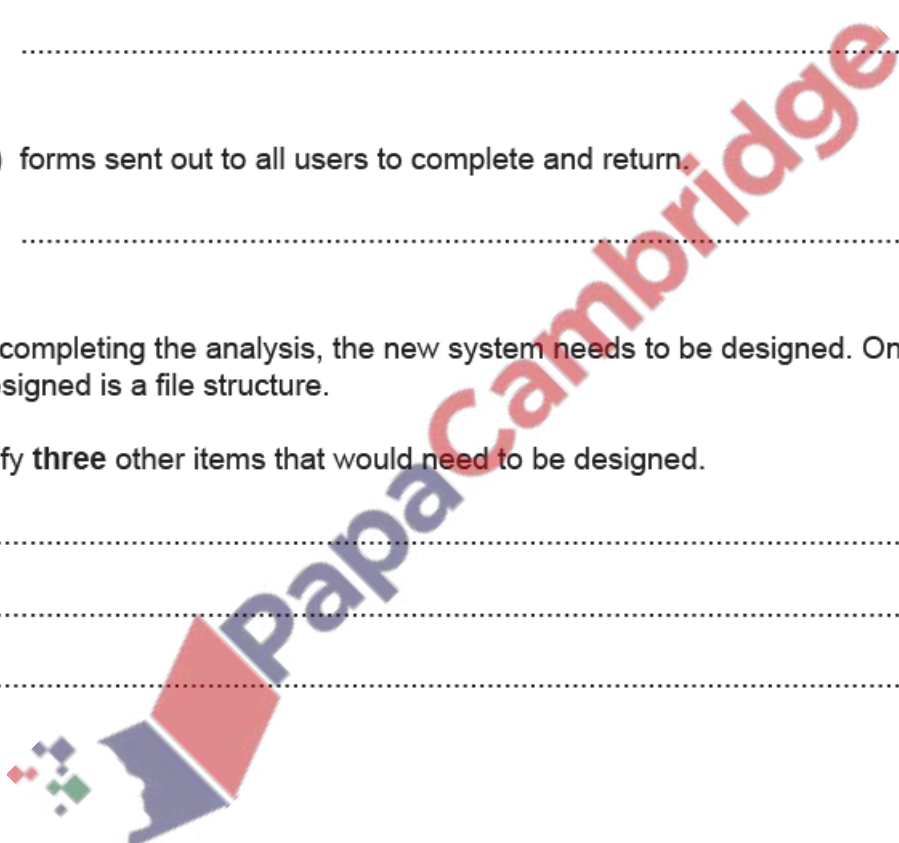 ) forms sent out to all users to complete and return.
completing the analysis, the new system needs to be designed. On
signed is a file structure.
fy three other items that would need to be designed.
PapaCambridge